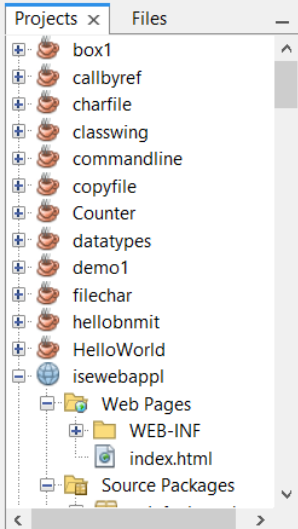 Projects × Files
box1
callbyref
charfile
classwing
commandline
copyfile
Counter
datatypes
demo1
filechar
hellobnmit
HelloWorld
isewebappl
Web Pages
WEB-INF
index.html
Source Packages